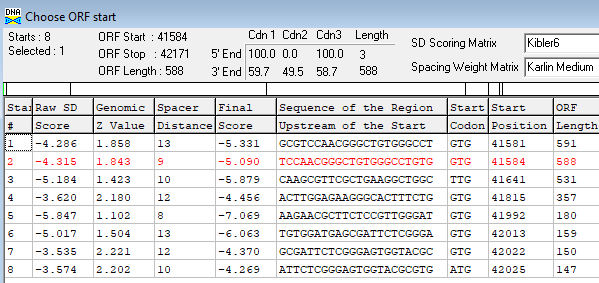 DNA Choose ORF start
Starts : 8 ORF Start : 41584 Cdn 1 Cdn2 Cdn3 Length SD Scoring Matrix Kibler6
Selected : 1 ORF Stop : 42171 5' End 100.0 0.0 100.0 3
ORF Length : 588 3' End 59.7 49.5 58.7 588 Spacing Weight Matrix Karlin Medium
Star Raw SD Genomic Spacer Final Sequence of the Region Start Start ORF
# Score Z Value Distance Score Upstream of the Start Codon Position Length
1 -4.286 1.858 13 -5.331 GCGTCCAACGGGCTGTGGGCCT GTG 41581 591
2 -4.315 1.843 9 -5.090 TCCAACGGGCTGTGGGCCTGTG GTG 41584 588
3 -5.184 1.423 10 -5.879 CAAGCGTTCGCTGAAGGCTGGC TTG 41641 531
4 -3.620 2.180 12 -4.456 ACTTGGAGAAGGGCACTTTCTG GTG 41815 357
5 -5.847 1.102 8 -7.069 AAGAACGCTTCTCCGTTGGGAT GTG 41992 180
6 -5.017 1.504 13 -6.063 TGTGGATGAGCGATTCTCGGGA GTG 42013 159
7 -3.535 2.221 12 -4.370 GCGATTCTCGGGAGTGGTACGC GTG 42022 150
8 -3.574 2.202 10 -4.269 ATTCTCGGGAGTGGTACGCGTG ATG 42025 147